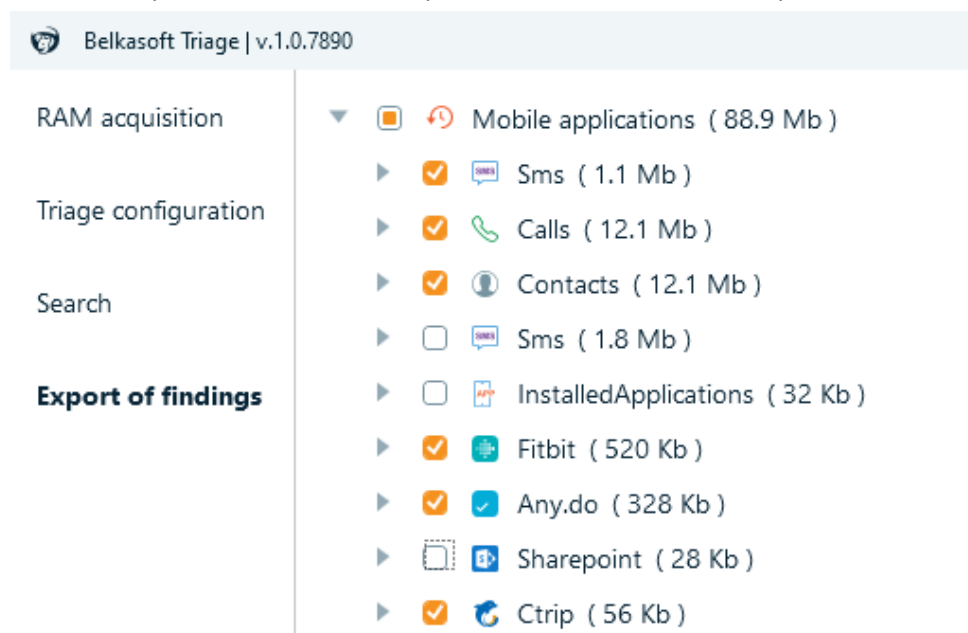 Belkasoft Triage | v.1.0.7890
RAM acquisition
Triage configuration
Search
Export of findings
Mobile applications ( 88.9 Mb )
Sms ( 1.1 Mb )
Calls ( 12.1 Mb )
Contacts ( 12.1 Mb )
Sms ( 1.8 Mb )
InstalledApplications ( 32 Kb )
Fitbit ( 520 Kb )
Any.do ( 328 Kb )
Sharepoint ( 28 Kb )
Ctrip ( 56 Kb )